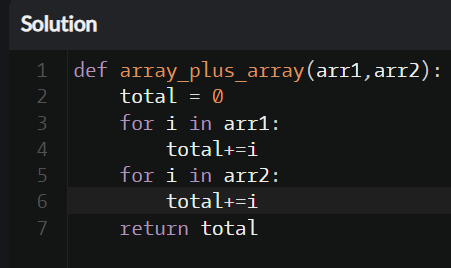 Solution
1 def array_plus_array(arr1,arr2):
2     total = 0
3     for i in arr1:
4         total+=i
5     for i in arr2:
6         total+=i
7     return total